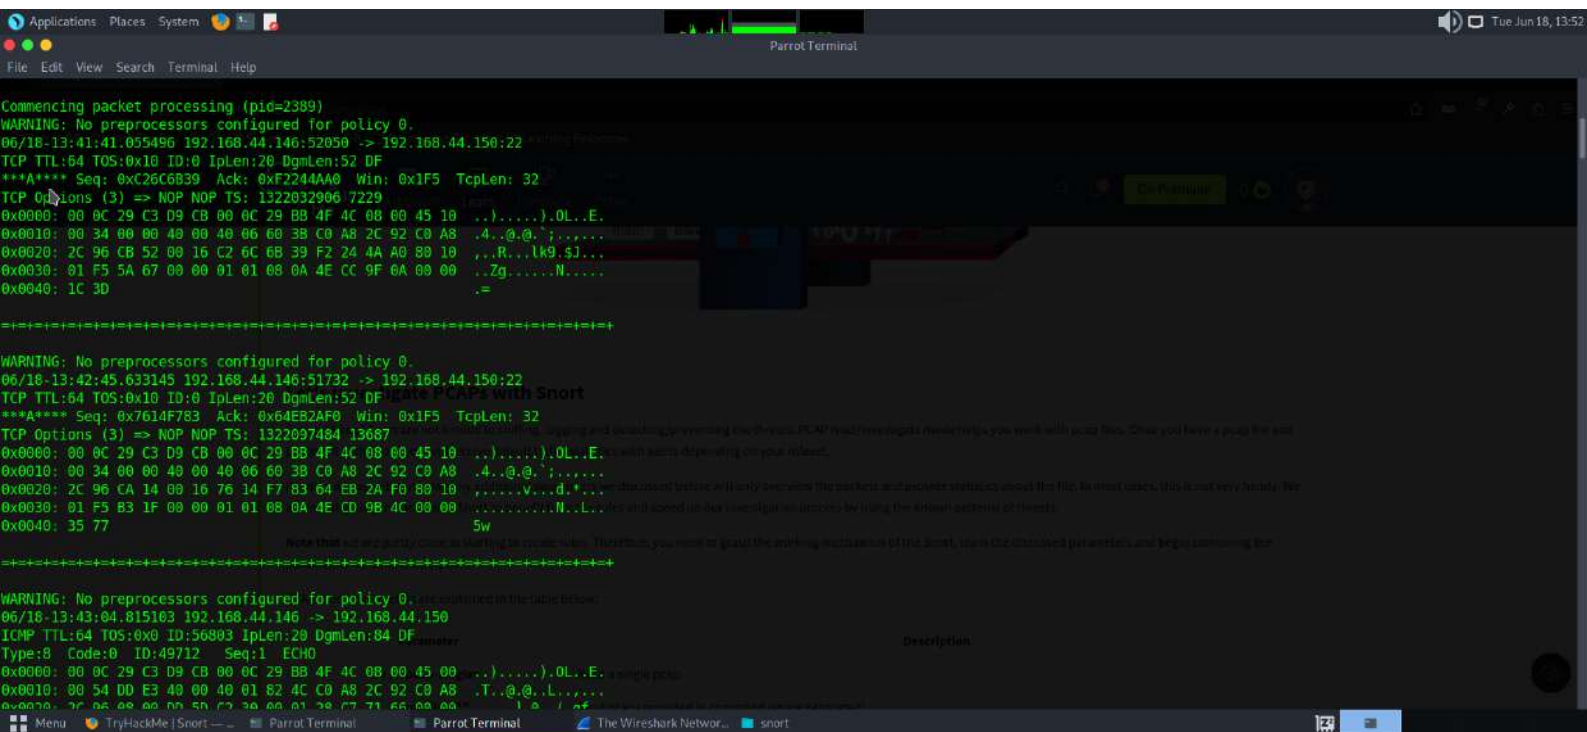 Applications Places System
Tue Jun 18, 13:52
Parrot Terminal
File Edit View Search Terminal Help
Commencing packet processing (pid=2389)
WARNING: No preprocessors configured for policy 0.
06/18-13:41:41.055496 192.168.44.146:52050 -> 192.168.44.150:22
TCP TTL:64 TOS:0x10 ID:0 IpLen:20 DgmLen:52 DF
***A**** Seq: 0xC26C6B39 Ack: 0xF2244AA0 Win: 0x1F5 TcpLen: 32
TCP Options (3) => NOP NOP TS: 1322032906 7229
0x0000: 00 0C 29 C3 D9 CB 00 0C 29 BB 4F 4C 08 00 45 10 ..).....).OL..E.
0x0010: 00 34 00 00 40 00 40 06 60 3B C0 A8 2C 92 C0 A8 .4..@.@.`;..,...
0x0020: 2C 96 CB 52 00 16 C2 6C 6B 39 F2 24 4A A0 80 10 ,..R...lk9.$J...
0x0030: 01 F5 5A 67 00 00 01 01 08 0A 4E CC 9F 0A 00 00 ..Zg......N.....
0x0040: 1C 3D .=
=+=+=+=+=+=+=+=+=+=+=+=+=+=+=+=+=+=+=+=+=+=+=+=+=+=+=+=+=+=+=+=+=+=+=+=+=+
WARNING: No preprocessors configured for policy 0.
06/18-13:42:45.633145 192.168.44.146:51732 -> 192.168.44.150:22
TCP TTL:64 TOS:0x10 ID:0 IpLen:20 DgmLen:52 DF
***A**** Seq: 0x7614F783 Ack: 0x64EB2AF0 Win: 0x1F5 TcpLen: 32
TCP Options (3) => NOP NOP TS: 1322097484 13687
0x0000: 00 0C 29 C3 D9 CB 00 0C 29 BB 4F 4C 08 00 45 10 ..).....).OL..E.
0x0010: 00 34 00 00 40 00 40 06 60 3B C0 A8 2C 92 C0 A8 .4..@.@.`;..,...
0x0020: 2C 96 CA 14 00 16 76 14 F7 83 64 EB 2A F0 80 10 ,.....v...d.*...
0x0030: 01 F5 B3 1F 00 00 01 01 08 0A 4E CD 9B 4C 00 00 ..........N..L..
0x0040: 35 77 5w
=+=+=+=+=+=+=+=+=+=+=+=+=+=+=+=+=+=+=+=+=+=+=+=+=+=+=+=+=+=+=+=+=+=+=+=+=+
WARNING: No preprocessors configured for policy 0.
06/18-13:43:04.815103 192.168.44.146 -> 192.168.44.150
ICMP TTL:64 TOS:0x0 ID:56803 IpLen:20 DgmLen:84 DF
Type:8 Code:0 ID:49712 Seq:1 ECHO
0x0000: 00 0C 29 C3 D9 CB 00 0C 29 BB 4F 4C 08 00 45 00 ..).....).OL..E.
0x0010: 00 54 DD E3 40 00 40 01 82 4C C0 A8 2C 92 C0 A8 .T..@.@..L..,...
Parameter Description
Menu TryHackMe | Snort — … Parrot Terminal Parrot Terminal The Wireshark Networ... snort